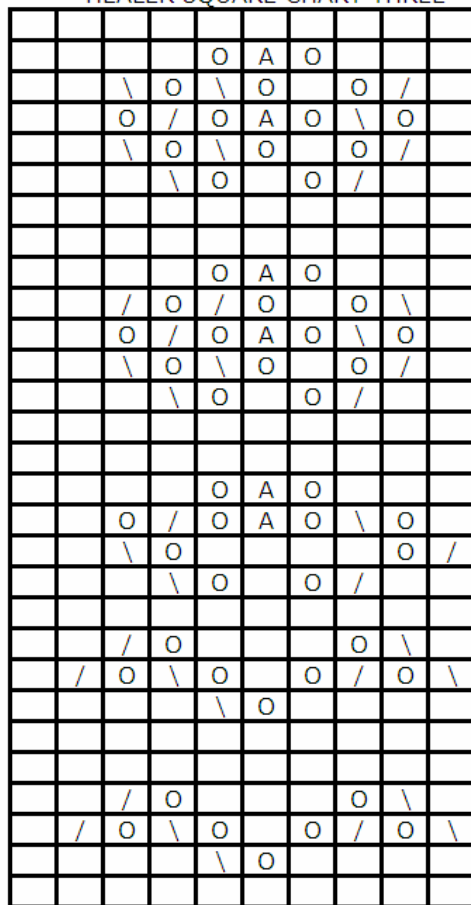 HEALER SQUARE CHART THREE
O A O
\ O \ O O /
O / O A O \ O
\ O \ O O /
\ O O /
O A O
/ O / O O \
O / O A O \ O
\ O \ O O /
\ O O /
O A O
O / O A O \ O
\ O O /
\ O O /
/ O O \
/ O \ O O / O \
\ O
/ O O \
/ O \ O O / O \
\ O